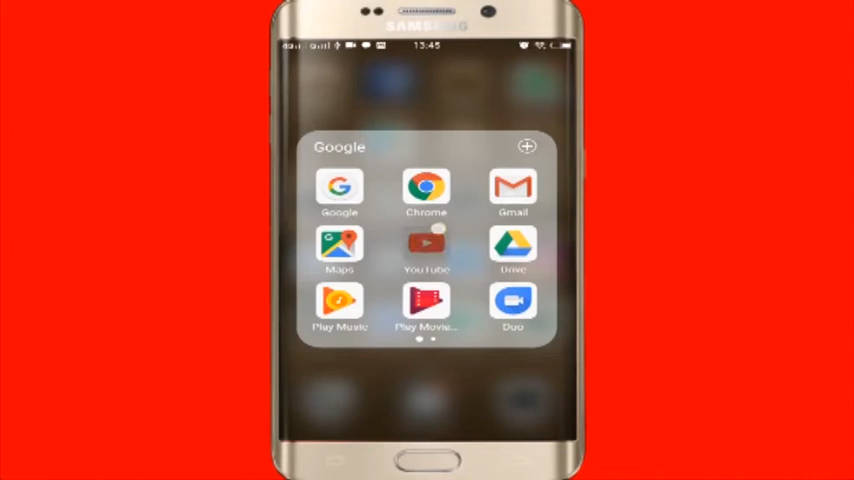 SAMSUNG
13:45
Google
Google Chrome Gmail
Maps YouTube Drive
Play Music Play Movie... Duo